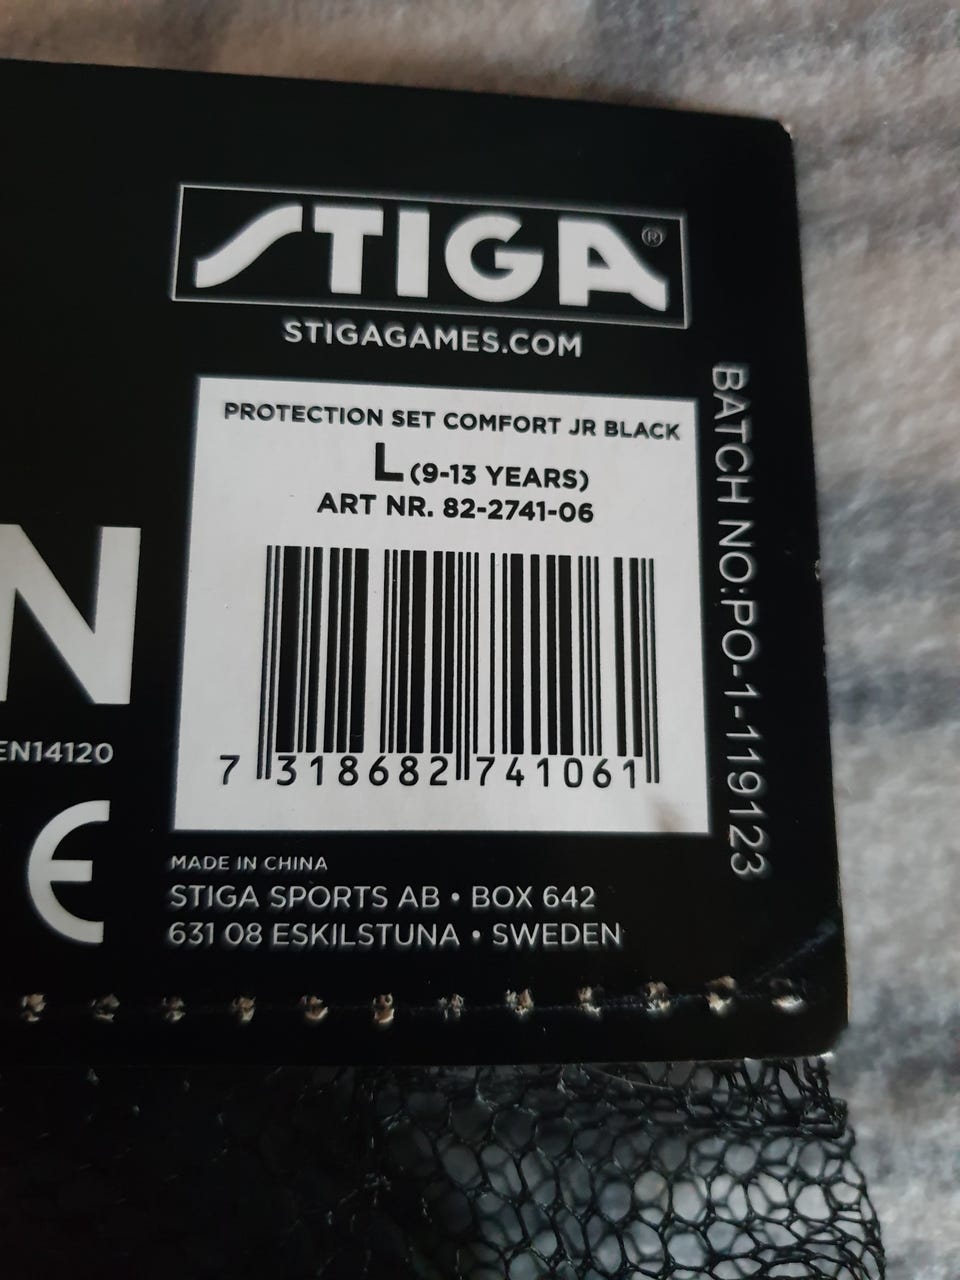 STIGA®
STIGAGAMES.COM
PROTECTION SET COMFORT JR BLACK
L (9-13 YEARS)
ART NR. 82-2741-06
7 318682 741061
BATCH NO:PO-1-119123
N
EN14120
CE
MADE IN CHINA
STIGA SPORTS AB • BOX 642
631 08 ESKILSTUNA • SWEDEN